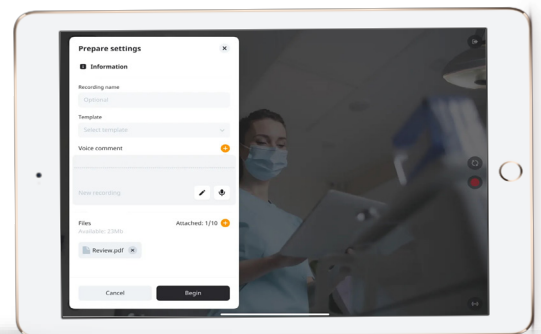 Prepare settings
Information
Recording name
Optional
Template
Select template
Voice comment
New recording
Files
Attached: 1/10
Available: 25Mb
Review.pdf
Cancel
Begin